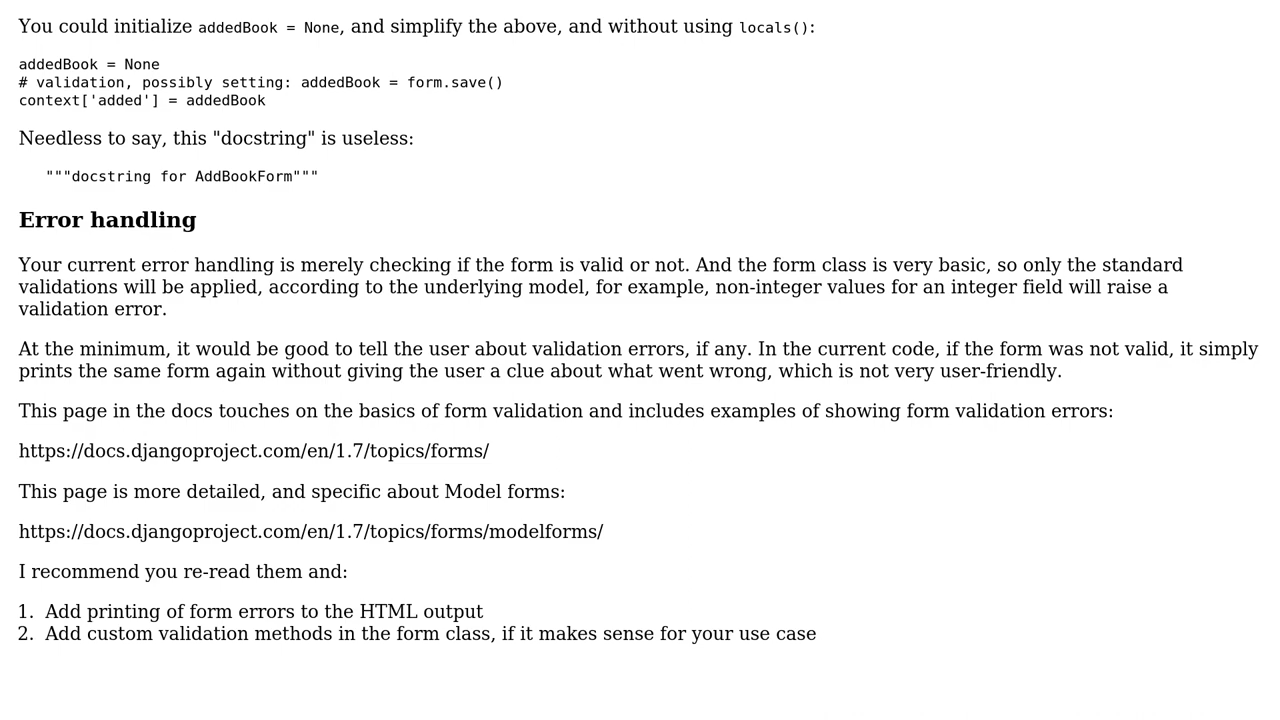 You could initialize addedBook = None, and simplify the above, and without using locals():
addedBook = None
# validation, possibly setting: addedBook = form.save()
context['added'] = addedBook
Needless to say, this "docstring" is useless:
"""docstring for AddBookForm"""
Error handling
Your current error handling is merely checking if the form is valid or not. And the form class is very basic, so only the standard
validations will be applied, according to the underlying model, for example, non-integer values for an integer field will raise a
validation error.
At the minimum, it would be good to tell the user about validation errors, if any. In the current code, if the form was not valid, it simply
prints the same form again without giving the user a clue about what went wrong, which is not very user-friendly.
This page in the docs touches on the basics of form validation and includes examples of showing form validation errors:
https://docs.djangoproject.com/en/1.7/topics/forms/
This page is more detailed, and specific about Model forms:
https://docs.djangoproject.com/en/1.7/topics/forms/modelforms/
I recommend you re-read them and:
1. Add printing of form errors to the HTML output
2. Add custom validation methods in the form class, if it makes sense for your use case